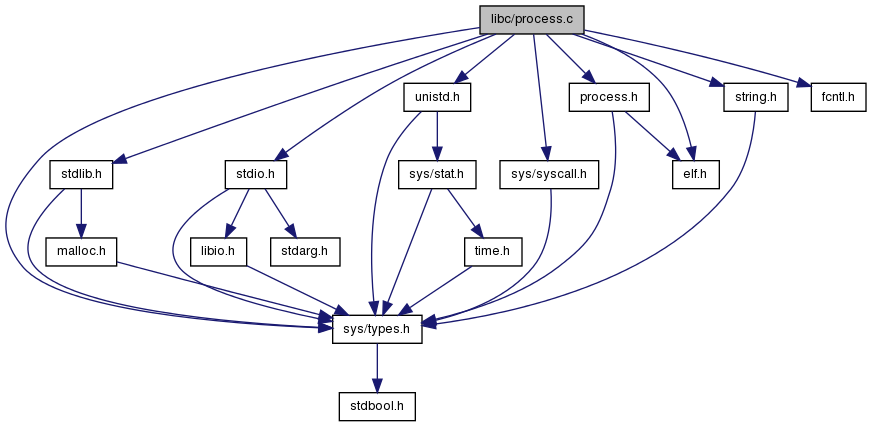 libc/process.c
unistd.h
process.h
string.h
fcntl.h
stdlib.h
stdio.h
sys/stat.h
sys/syscall.h
elf.h
malloc.h
libio.h
stdarg.h
time.h
sys/types.h
stdbool.h